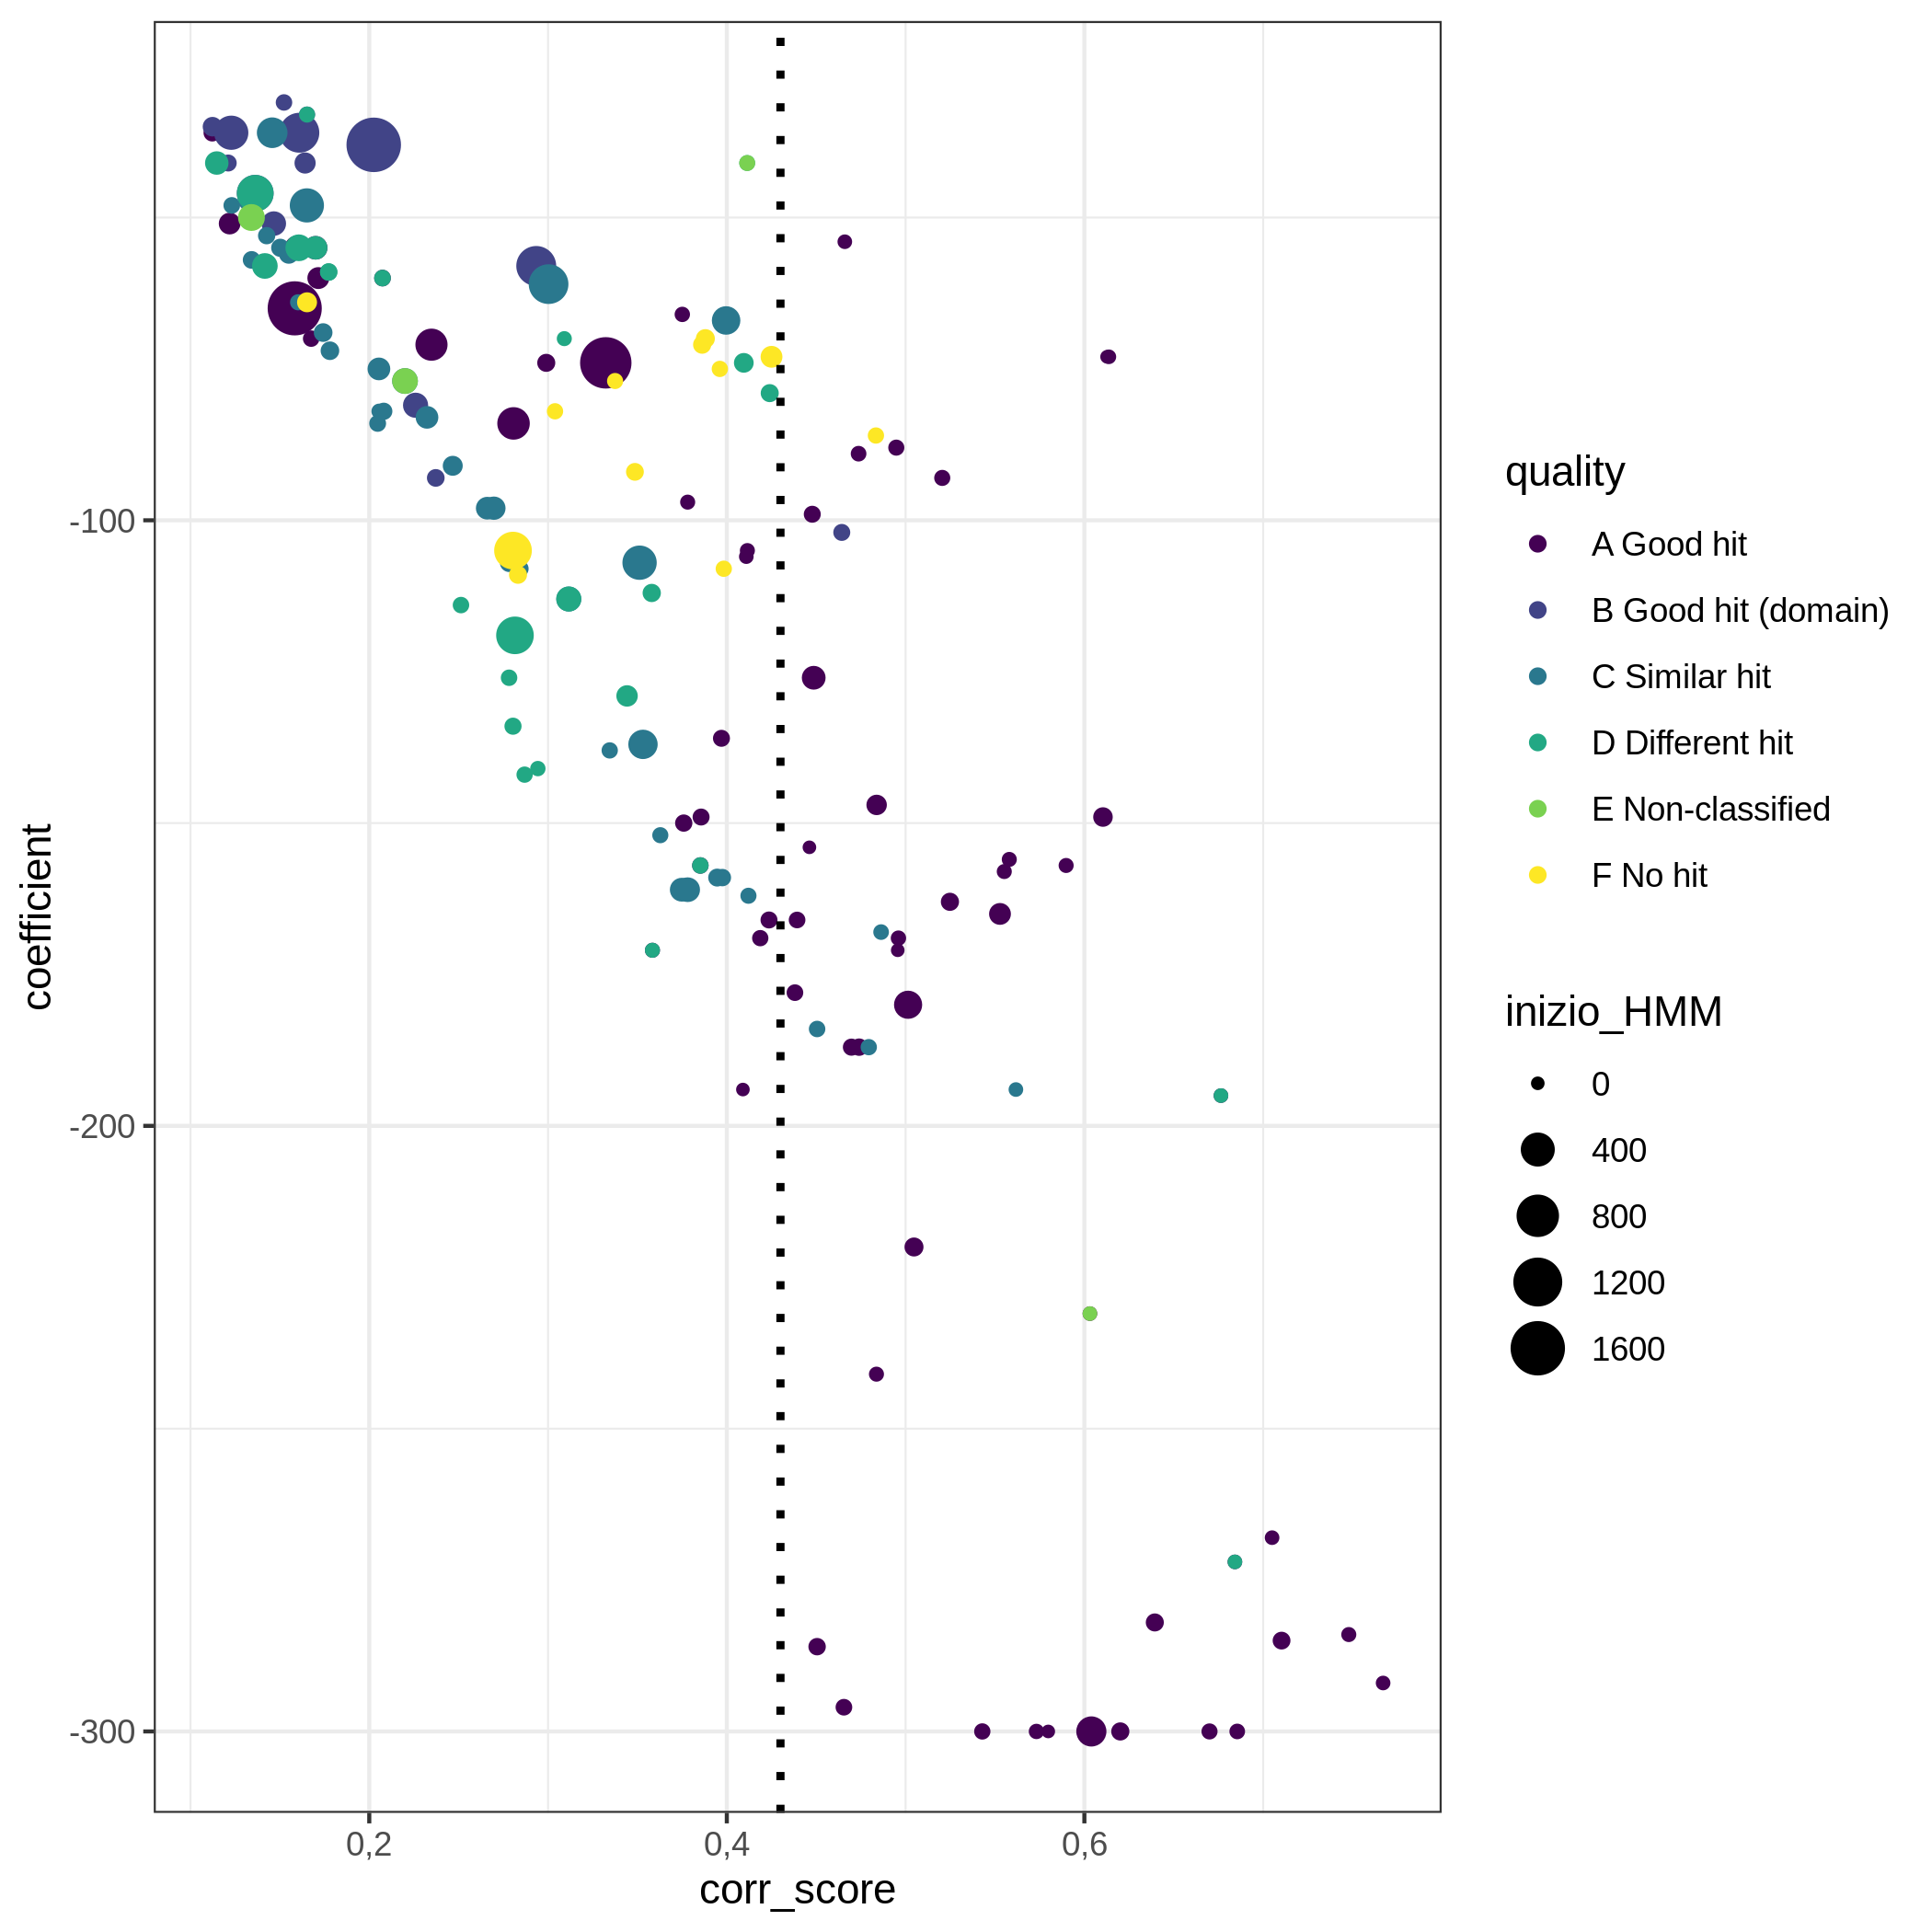 coefficient
-100
-200
-300
0,2
0,4
0,6
corr_score
quality
A Good hit
B Good hit (domain)
C Similar hit
D Different hit
E Non-classified
F No hit
inizio_HMM
0
400
800
1200
1600